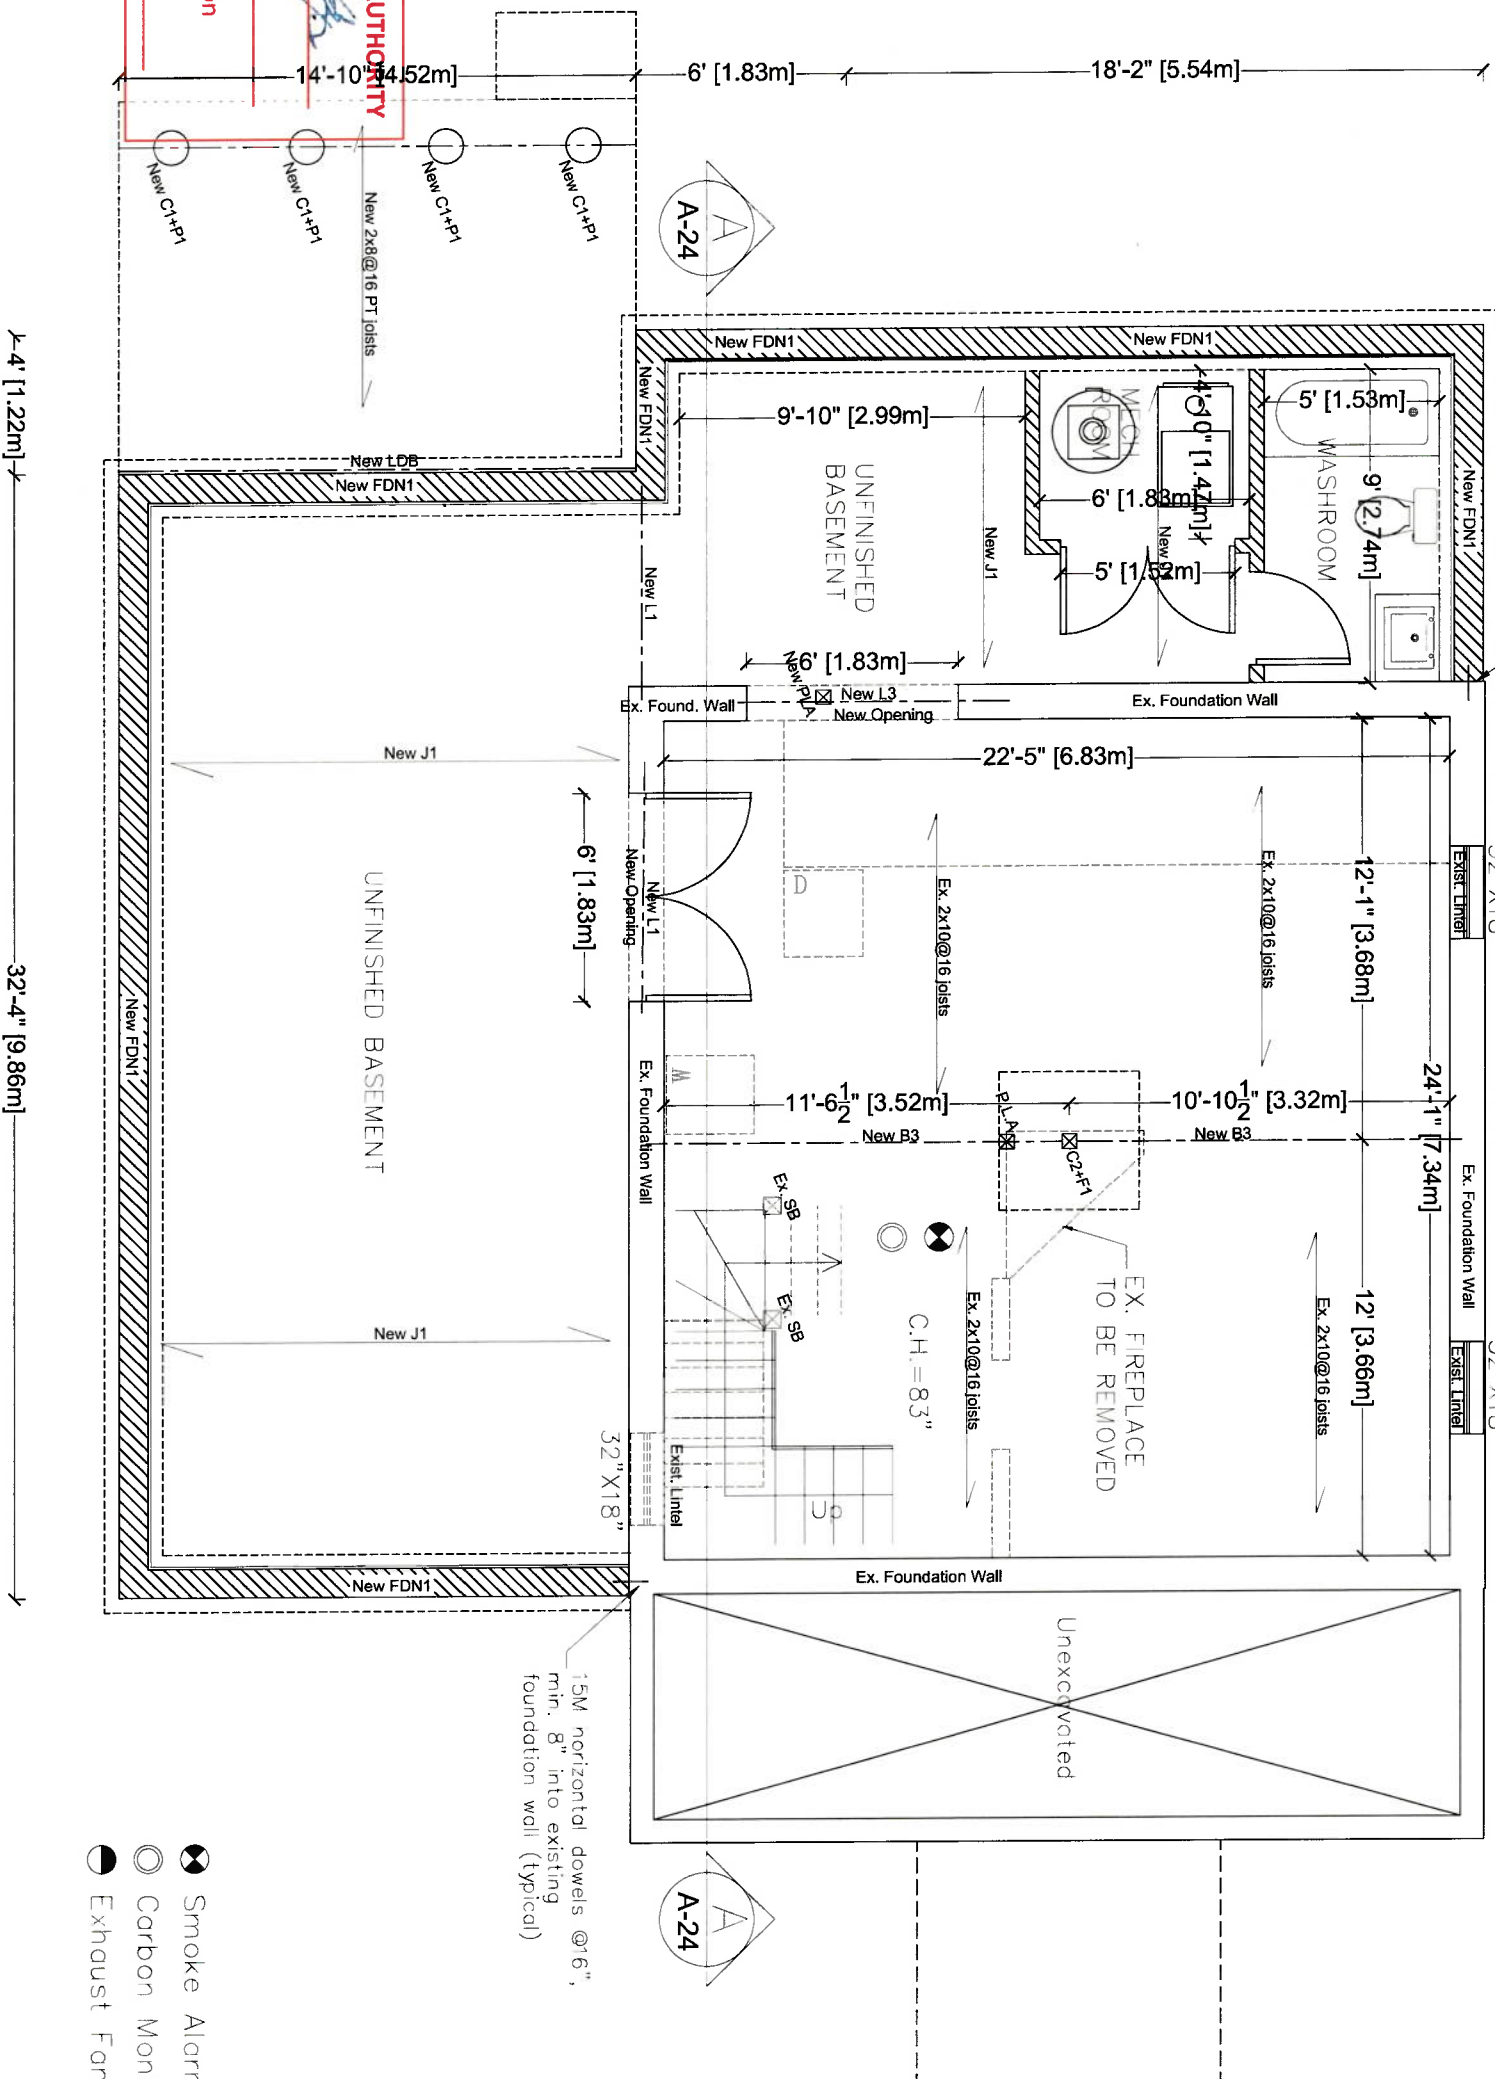 AUTHORITY
14'-10" [4.52m]
6' [1.83m]
18'-2" [5.54m]
New C1+P1
New C1+P1
New C1+P1
New C1+P1
New 2x8@16 PT joists
A
A-24
4' [1.22m]
32'-4" [9.86m]
New FDN1
New FDN1
New FDN1
New FDN1
New LDB
New FDN1
9'-10" [2.99m]
UNFINISHED
BASEMENT
MECH
ROOM
4'-10" [1.47m]
6' [1.83m]
5' [1.52m]
5' [1.53m]
WASHROOM
9' [2.74m]
New J1
New
New L1
6' [1.83m]
New PLA
New L3
New Opening
Ex. Found. Wall
Ex. Foundation Wall
22'-5" [6.83m]
New J1
6' [1.83m]
New Opening
New L1
D
Ex. 2x10@16 joists
Ex. 2x10@16 joists
12'-1" [3.68m]
Exist. Lintel
UNFINISHED BASEMENT
New FDN1
Ex. Foundation Wall
W
11'-6 1/2" [3.52m]
10'-10 1/2" [3.32m]
24'-1" [7.34m]
P.L.A
New B3
New B3
C2+F1
Ex. Foundation Wall
Ex. SB
Ex. SB
EX. FIREPLACE
TO BE REMOVED
C.H.=83"
Ex. 2x10@16 joists
Ex. 2x10@16 joists
12' [3.66m]
Exist. Lintel
New J1
32"X18"
Exist. Lintel
UP
New FDN1
Ex. Foundation Wall
Unexcavated
15M horizontal dowels @16",
min. 8" into existing
foundation wall (typical)
A
A-24
Smoke Alarm
Carbon Mon
Exhaust Fan